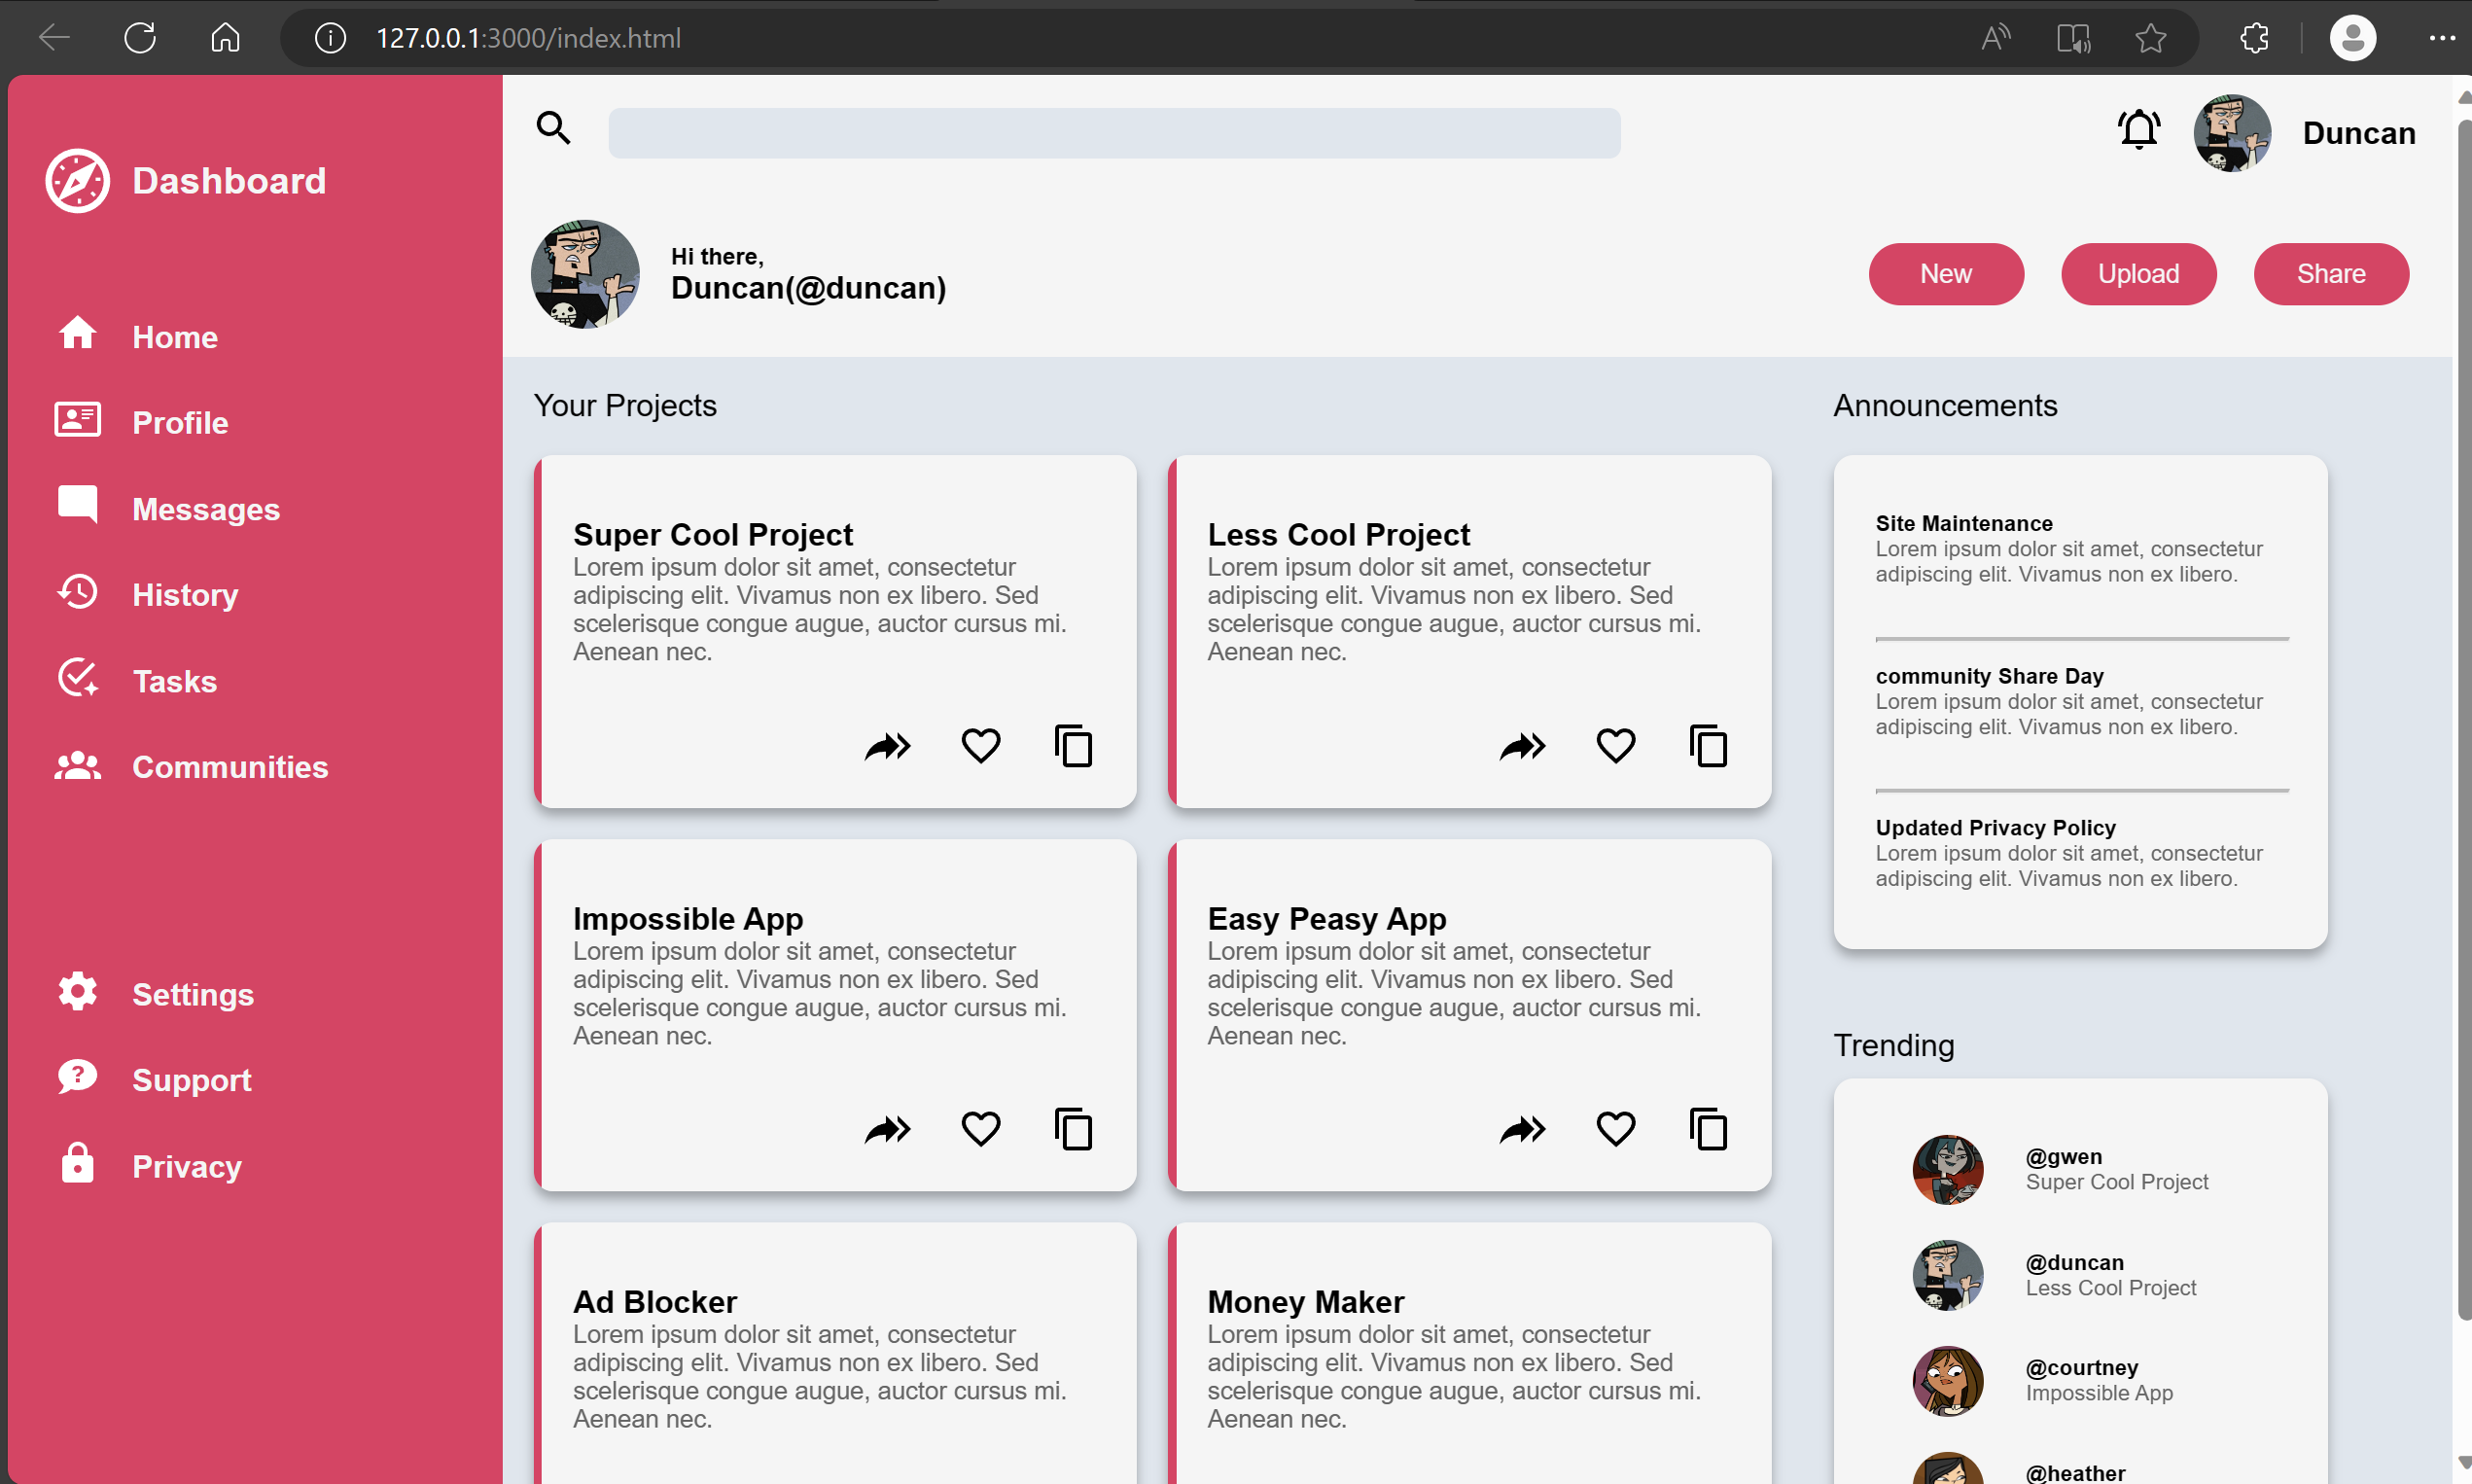 127.0.0.1:3000/index.html
Dashboard
Home
Profile
Messages
History
Tasks
Communities
Settings
Support
Privacy
Duncan
Hi there,
Duncan(@duncan)
New
Upload
Share
Your Projects
Super Cool Project
Lorem ipsum dolor sit amet, consectetur
adipiscing elit. Vivamus non ex libero. Sed
scelerisque congue augue, auctor cursus mi.
Aenean nec.
Less Cool Project
Lorem ipsum dolor sit amet, consectetur
adipiscing elit. Vivamus non ex libero. Sed
scelerisque congue augue, auctor cursus mi.
Aenean nec.
Impossible App
Lorem ipsum dolor sit amet, consectetur
adipiscing elit. Vivamus non ex libero. Sed
scelerisque congue augue, auctor cursus mi.
Aenean nec.
Easy Peasy App
Lorem ipsum dolor sit amet, consectetur
adipiscing elit. Vivamus non ex libero. Sed
scelerisque congue augue, auctor cursus mi.
Aenean nec.
Ad Blocker
Lorem ipsum dolor sit amet, consectetur
adipiscing elit. Vivamus non ex libero. Sed
scelerisque congue augue, auctor cursus mi.
Aenean nec.
Money Maker
Lorem ipsum dolor sit amet, consectetur
adipiscing elit. Vivamus non ex libero. Sed
scelerisque congue augue, auctor cursus mi.
Aenean nec.
Announcements
Site Maintenance
Lorem ipsum dolor sit amet, consectetur
adipiscing elit. Vivamus non ex libero.
community Share Day
Lorem ipsum dolor sit amet, consectetur
adipiscing elit. Vivamus non ex libero.
Updated Privacy Policy
Lorem ipsum dolor sit amet, consectetur
adipiscing elit. Vivamus non ex libero.
Trending
@gwen
Super Cool Project
@duncan
Less Cool Project
@courtney
Impossible App
@heather